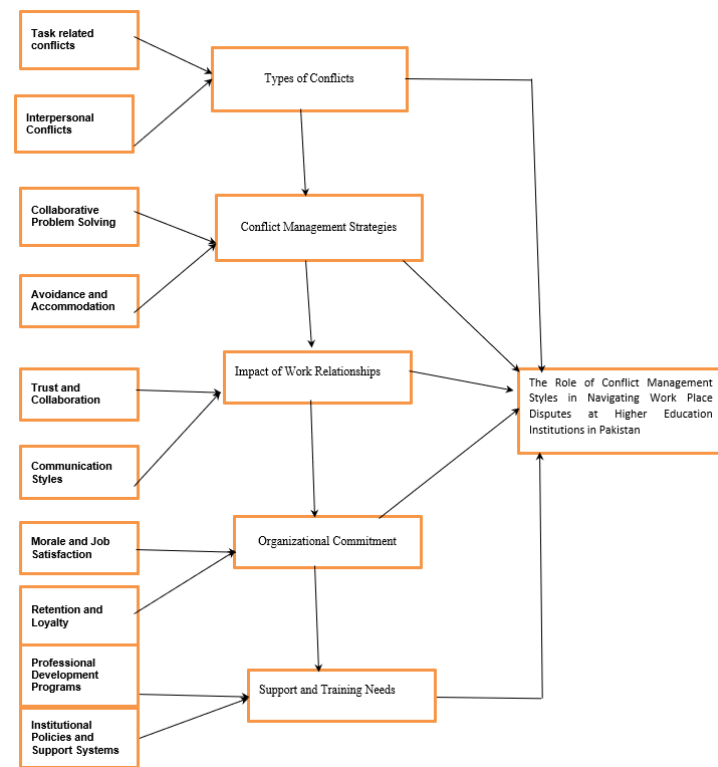 Task related
conflicts
Types of Conflicts
Interpersonal
Conflicts
Collaborative
Problem Solving
Conflict Management Strategies
Avoidance and
Accommodation
Trust and
Collaboration
Impact of Work Relationships
The Role of Conflict Management
Styles in Navigating Work Place
Disputes at Higher Education
Institutions in Pakistan
Communication
Styles
Morale and Job
Satisfaction
Organizational Commitment
Retention and
Loyalty
Professional
Development
Programs
Support and Training Needs
Institutional
Policies and
Support Systems